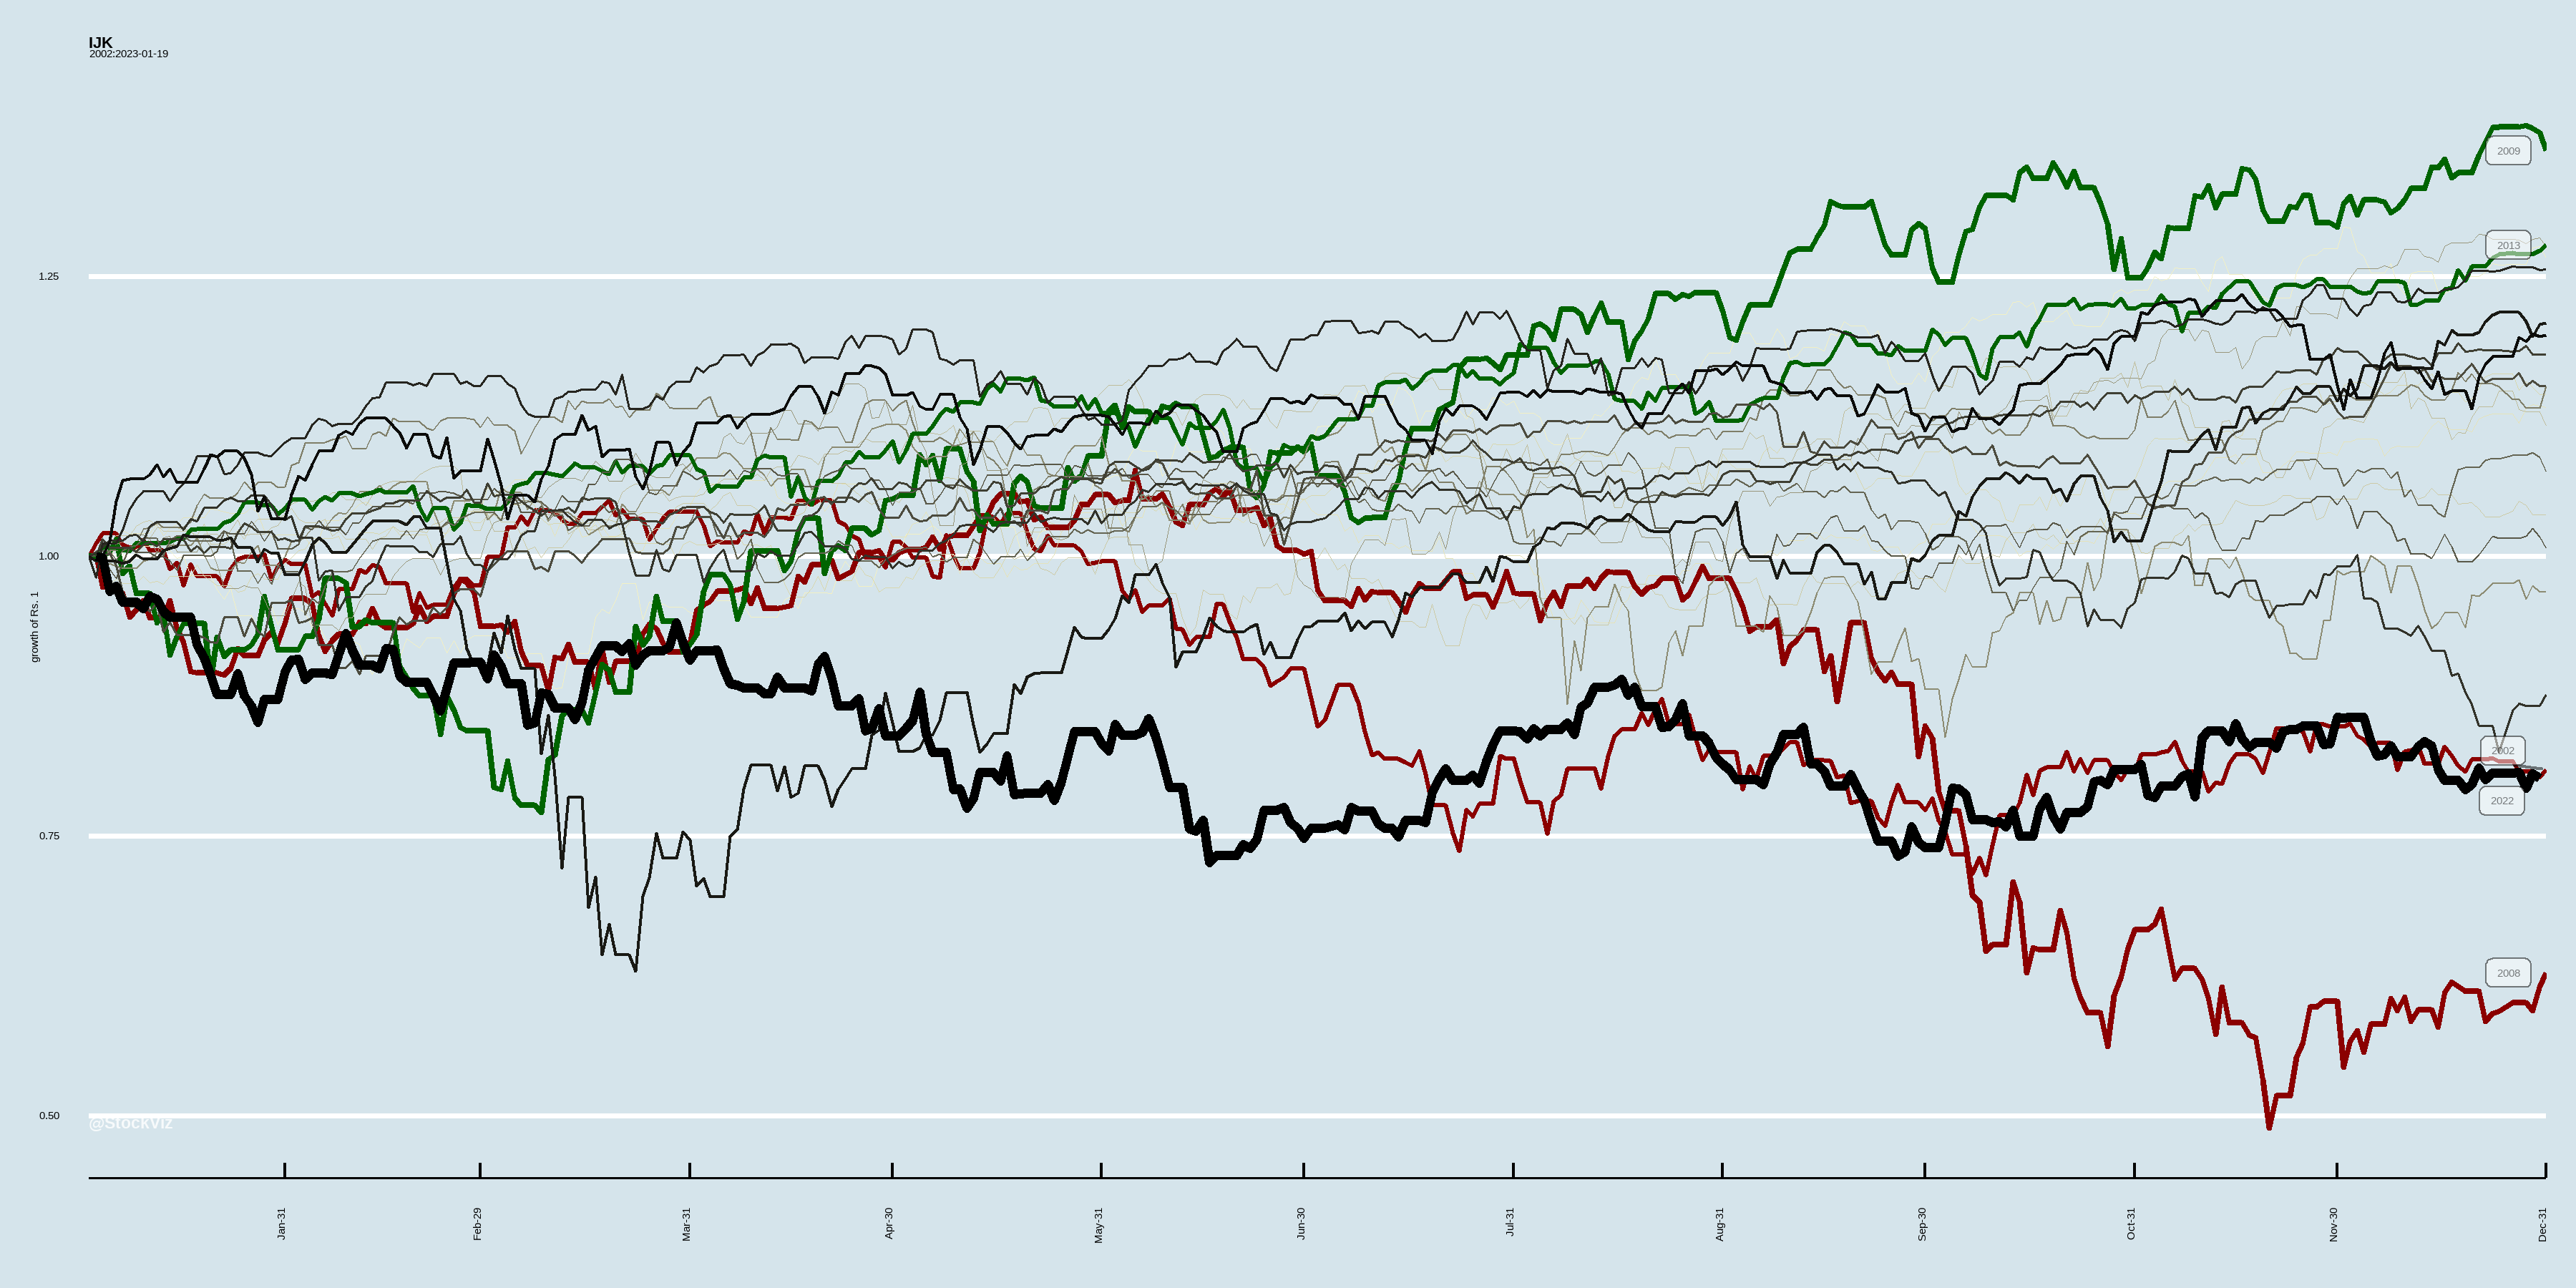 IJK
2002:2023-01-19
2009
2013
1.25
1.00
growth of Rs. 1
2002
2022
0.75
2008
0.50
@StockViz
Jan-31
Feb-29
Mar-31
Apr-30
May-31
Jun-30
Jul-31
Aug-31
Sep-30
Oct-31
Nov-30
Dec-31